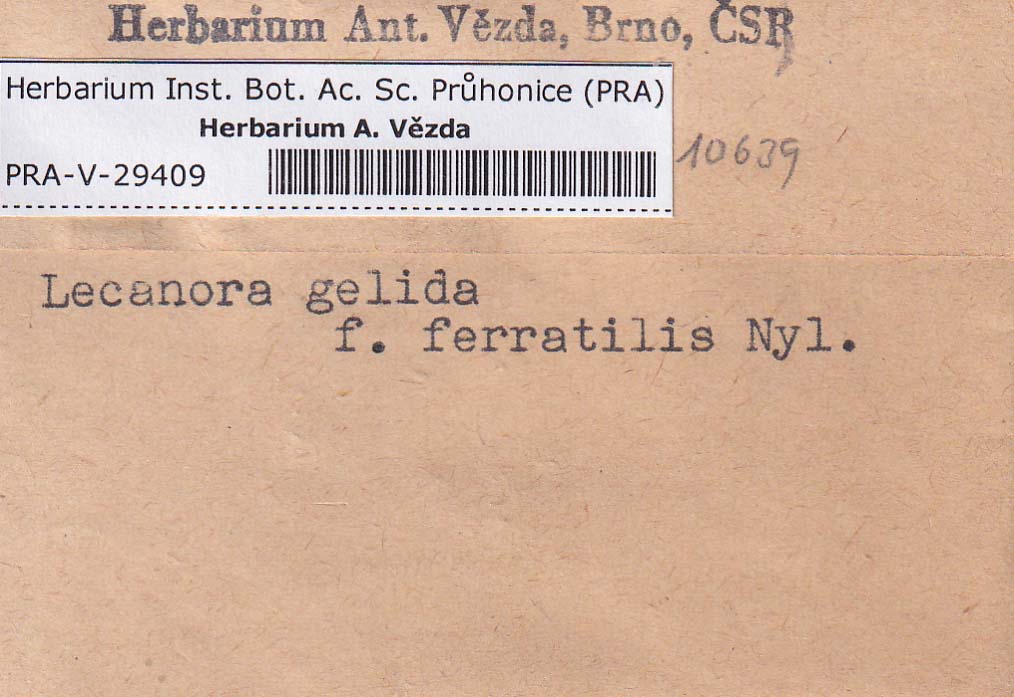 Herbarium Ant. Vězda, Brno, ČSR
Herbarium Inst. Bot. Ac. Sc. Průhonice (PRA)
Herbarium A. Vězda
PRA-V-29409
10639
Lecanora gelida
f. ferratilis Nyl.